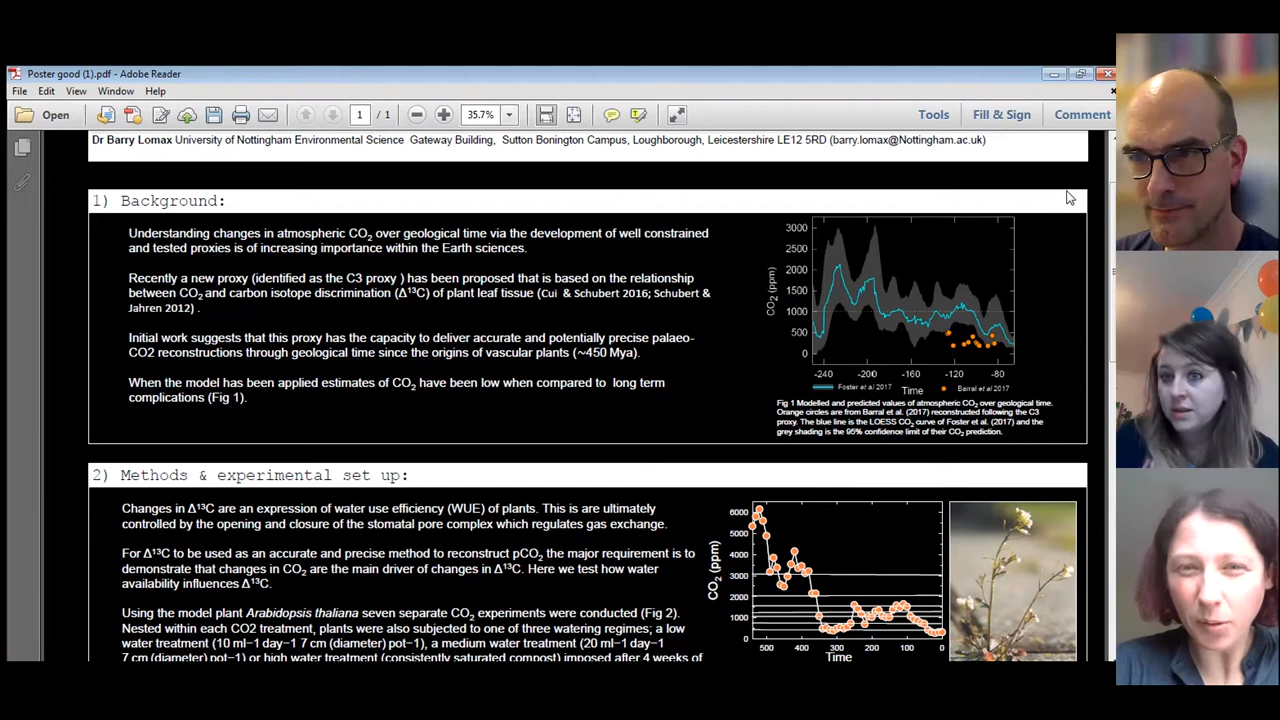 Poster good (1).pdf - Adobe Reader
File Edit View Window Help
Open 1 / 1 35.7% Tools Fill & Sign Comment
Dr Barry Lomax University of Nottingham Environmental Science Gateway Building, Sutton Bonington Campus, Loughborough, Leicestershire LE12 5RD (barry.lomax@Nottingham.ac.uk)
1) Background:
Understanding changes in atmospheric CO₂ over geological time via the development of well constrained
and tested proxies is of increasing importance within the Earth sciences.
Recently a new proxy (identified as the C3 proxy ) has been proposed that is based on the relationship
between CO₂ and carbon isotope discrimination (Δ¹³C) of plant leaf tissue (Cui & Schubert 2016; Schubert &
Jahren 2012) .
Initial work suggests that this proxy has the capacity to deliver accurate and potentially precise palaeo-
CO2 reconstructions through geological time since the origins of vascular plants (~450 Mya).
When the model has been applied estimates of CO₂ have been low when compared to long term
complications (Fig 1).
CO₂ (ppm)
3000
2500
2000
1500
1000
500
0
-240 -200 -160 -120 -80
Time
Foster et al 2017 Barral et al 2017
Fig 1 Modelled and predicted values of atmospheric CO₂ over geological time.
Orange circles are from Barral et al. (2017) reconstructed following the C3
proxy. The blue line is the LOESS CO₂ curve of Foster et al. (2017) and the
grey shading is the 95% confidence limit of their CO₂ prediction.
2) Methods & experimental set up:
Changes in Δ¹³C are an expression of water use efficiency (WUE) of plants. This is are ultimately
controlled by the opening and closure of the stomatal pore complex which regulates gas exchange.
For Δ¹³C to be used as an accurate and precise method to reconstruct pCO₂ the major requirement is to
demonstrate that changes in CO₂ are the main driver of changes in Δ¹³C. Here we test how water
availability influences Δ¹³C.
Using the model plant Arabidopsis thaliana seven separate CO₂ experiments were conducted (Fig 2).
Nested within each CO2 treatment, plants were also subjected to one of three watering regimes; a low
water treatment (10 ml−1 day−1 7 cm (diameter) pot−1), a medium water treatment (20 ml−1 day−1
7 cm (diameter) pot−1) or high water treatment (consistently saturated compost) imposed after 4 weeks of
CO₂ (ppm)
6000
5000
4000
3000
2000
1000
0
500 400 300 200 100 0
Time